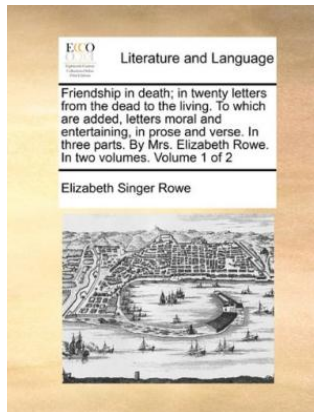 ECCO
Literature and Language
Friendship in death; in twenty letters
from the dead to the living. To which
are added, letters moral and
entertaining, in prose and verse. In
three parts. By Mrs. Elizabeth Rowe.
In two volumes. Volume 1 of 2
Elizabeth Singer Rowe